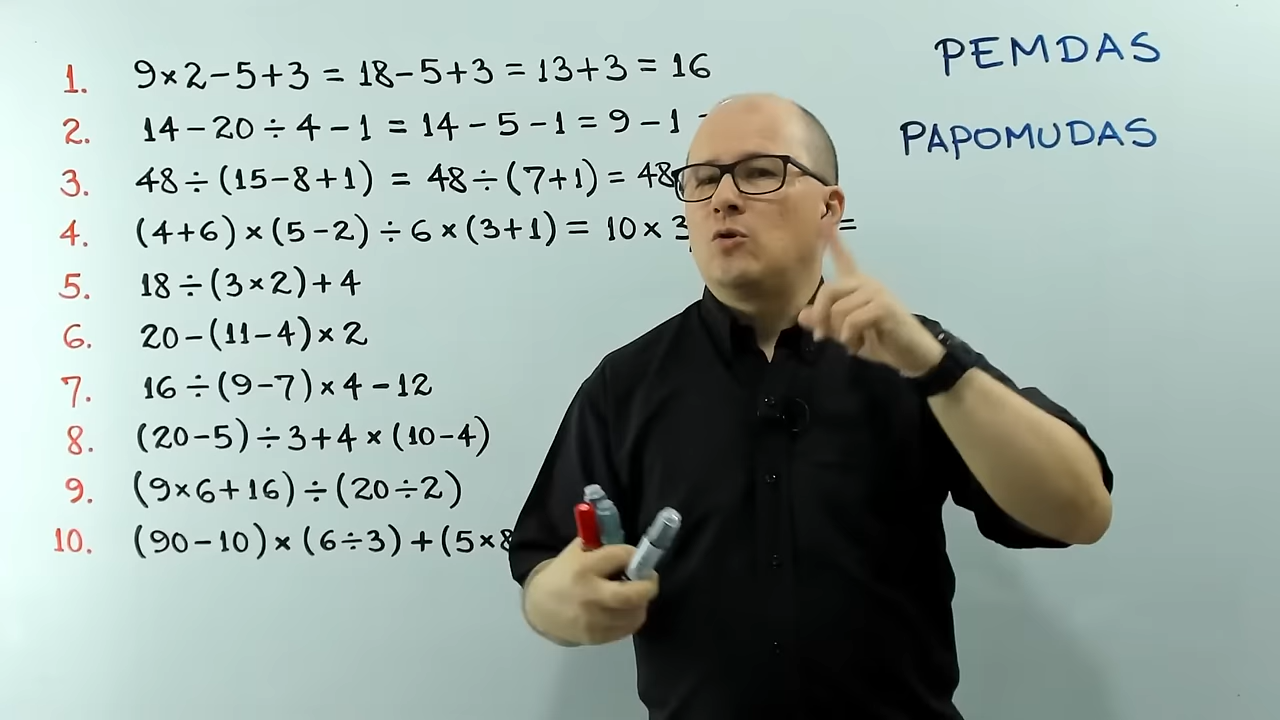 PEMDAS
PAPOMUDAS
1. 9×2-5+3 = 18-5+3 = 13+3 = 16
2. 14-20÷4-1 = 14-5-1 = 9-1
3. 48÷(15-8+1) = 48÷(7+1) = 48
4. (4+6)×(5-2)÷6×(3+1) = 10×3 =
5. 18÷(3×2)+4
6. 20-(11-4)×2
7. 16÷(9-7)×4-12
8. (20-5)÷3+4×(10-4)
9. (9×6+16)÷(20÷2)
10. (90-10)×(6÷3)+(5×8